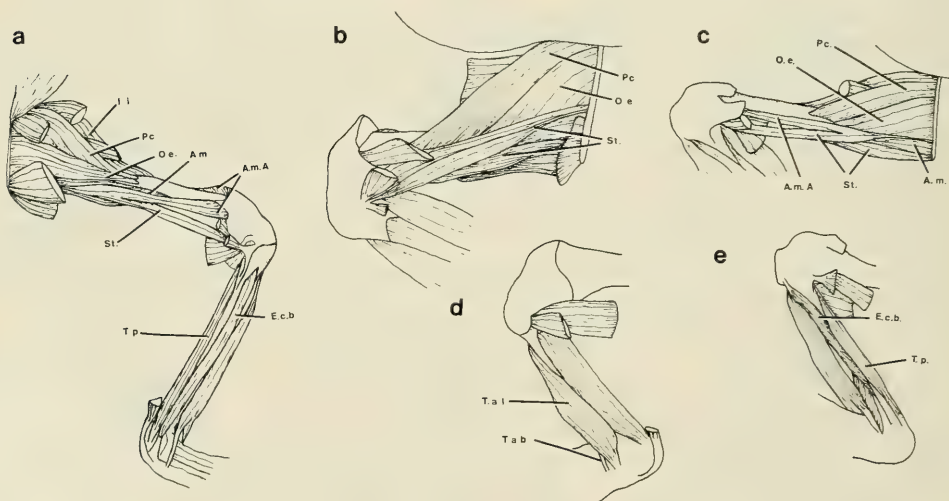 a
I l
Pc
O e.
A m
A.m. A
St.
T p
E.c.b
b
Pc
O e
St.
c
Pc.
O.e.
A.m. A
St.
A.m.
d
T.a l
T a b
e
E.c.b.
T.p.